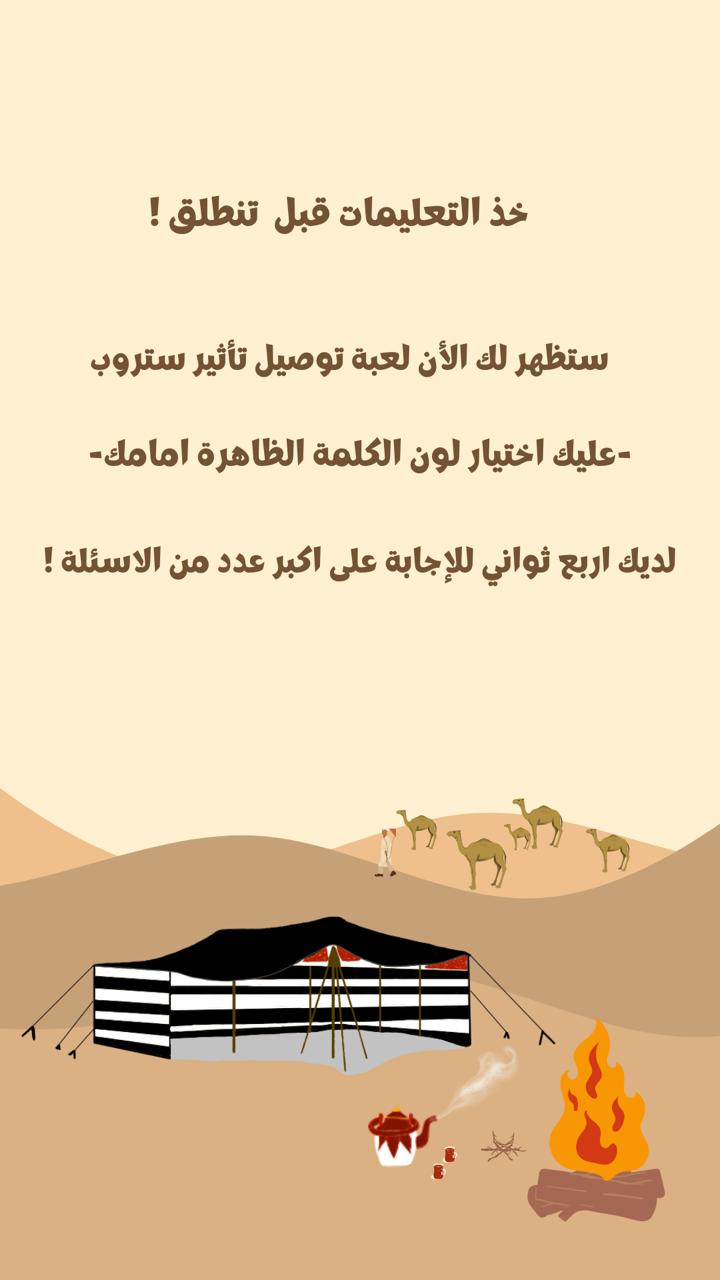 خذ التعليمات قبل تنطلق !
ستظهر لك الأن لعبة توصيل تأثير ستروب
-عليك اختيار لون الكلمة الظاهرة امامك-
لديك اربع ثواني للإجابة على اكبر عدد من الاسئلة !